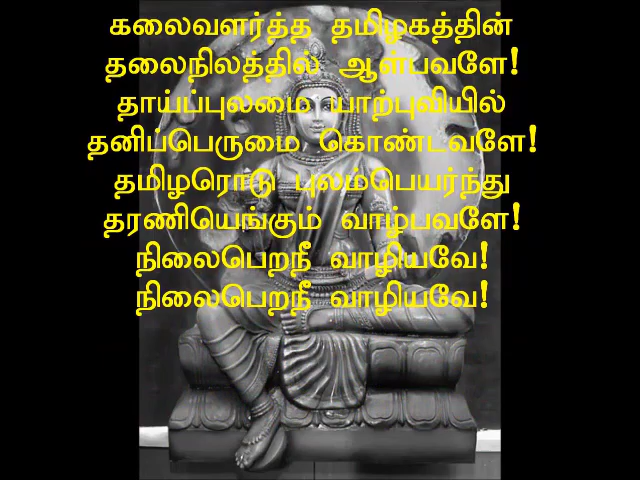 கலைவளர்த்த தமிழகத்தின்
தலைநிலத்தில் ஆள்பவளே!
தாய்ப்புலமை யாற்புவியில்
தனிப்பெருமை கொண்டவளே!
தமிழரொடு புலம்பெயர்ந்து
தரணியெங்கும் வாழ்பவளே!
நிலைபெறநீ வாழியவே!
நிலைபெறநீ வாழியவே!